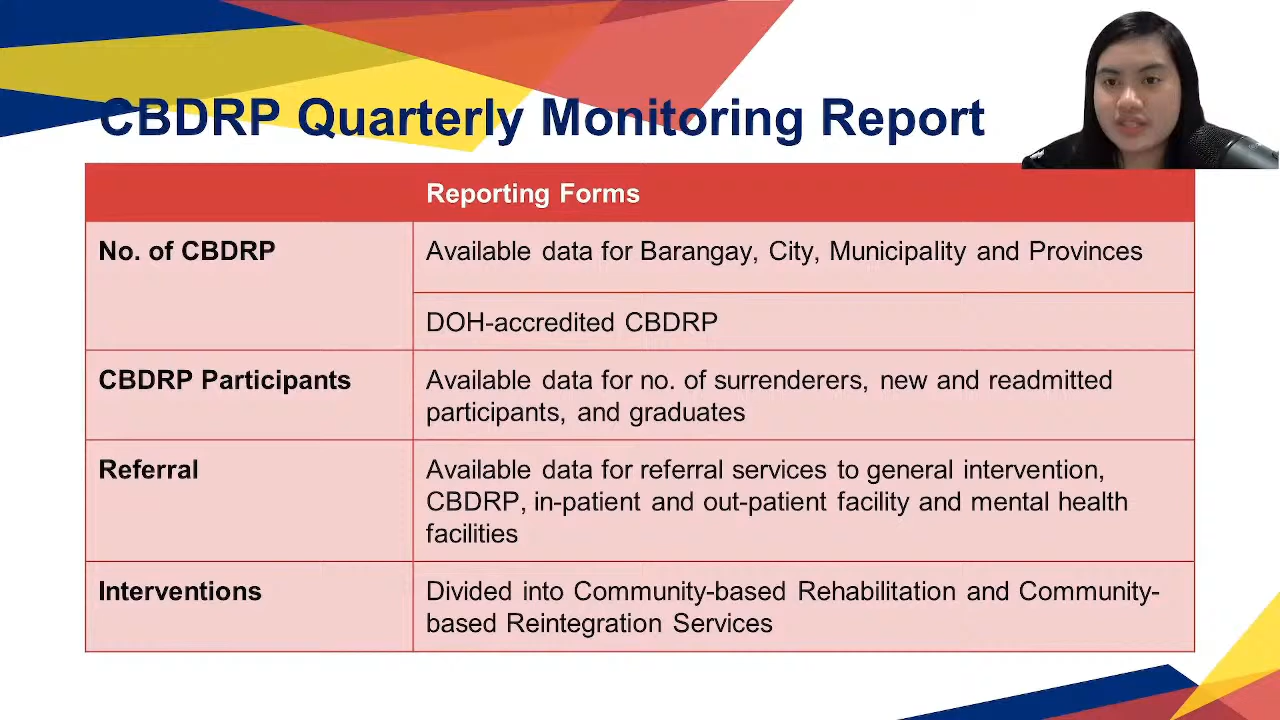 CBDRP Quarterly Monitoring Report
Reporting Forms
No. of CBDRP
Available data for Barangay, City, Municipality and Provinces
DOH-accredited CBDRP
CBDRP Participants
Available data for no. of surrenderers, new and readmitted
participants, and graduates
Referral
Available data for referral services to general intervention,
CBDRP, in-patient and out-patient facility and mental health
facilities
Interventions
Divided into Community-based Rehabilitation and Community-
based Reintegration Services